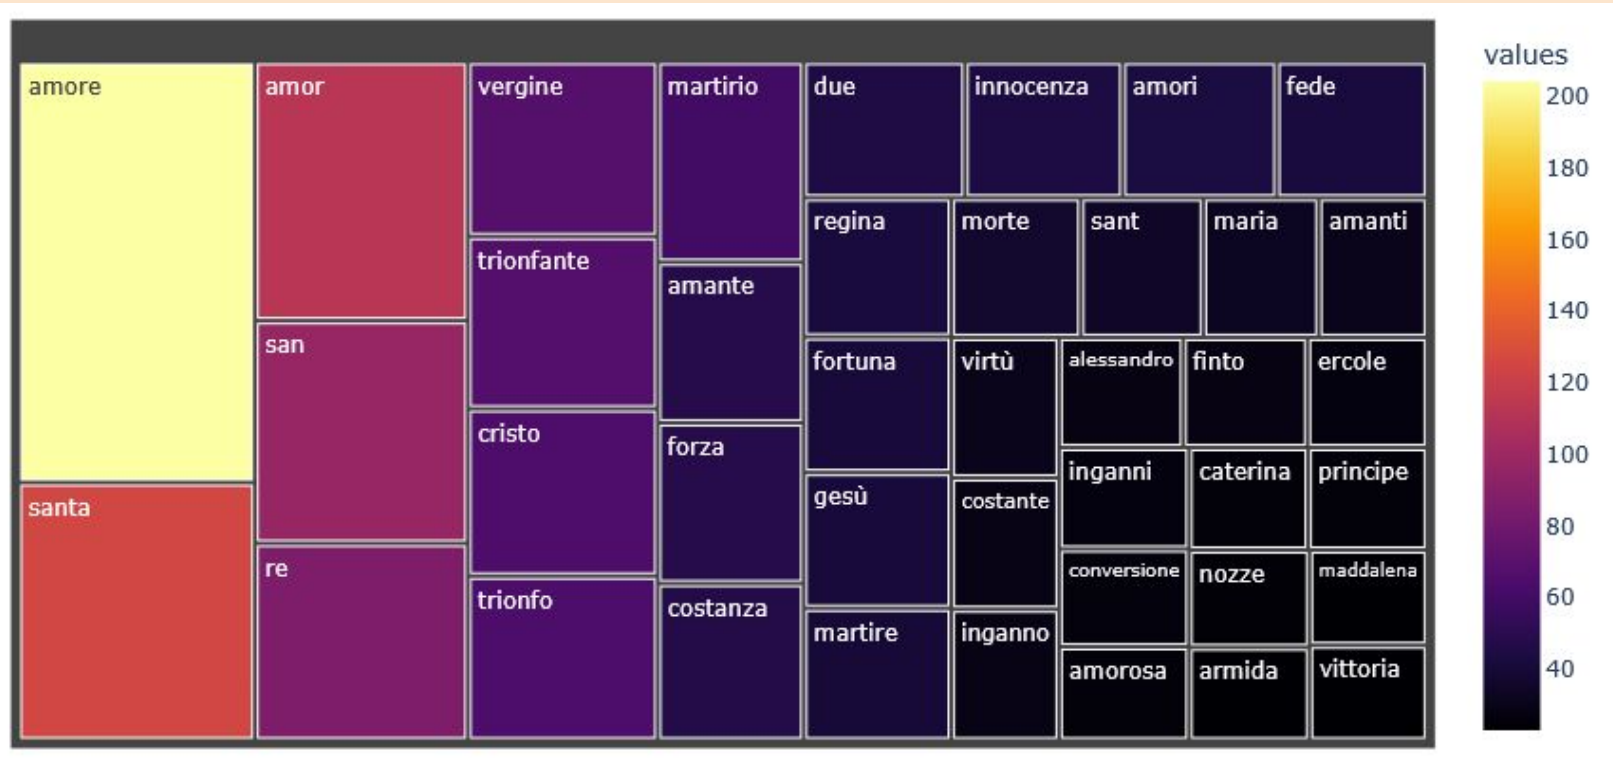 amore
santa
amor
san
re
vergine
trionfante
cristo
trionfo
martirio
amante
forza
costanza
due
innocenza
amori
fede
regina
fortuna
gesù
martire
morte
sant
maria
amanti
virtù
costante
inganno
alessandro
finto
ercole
inganni
caterina
principe
conversione
nozze
maddalena
amorosa
armida
vittoria
values
200
180
160
140
120
100
80
60
40